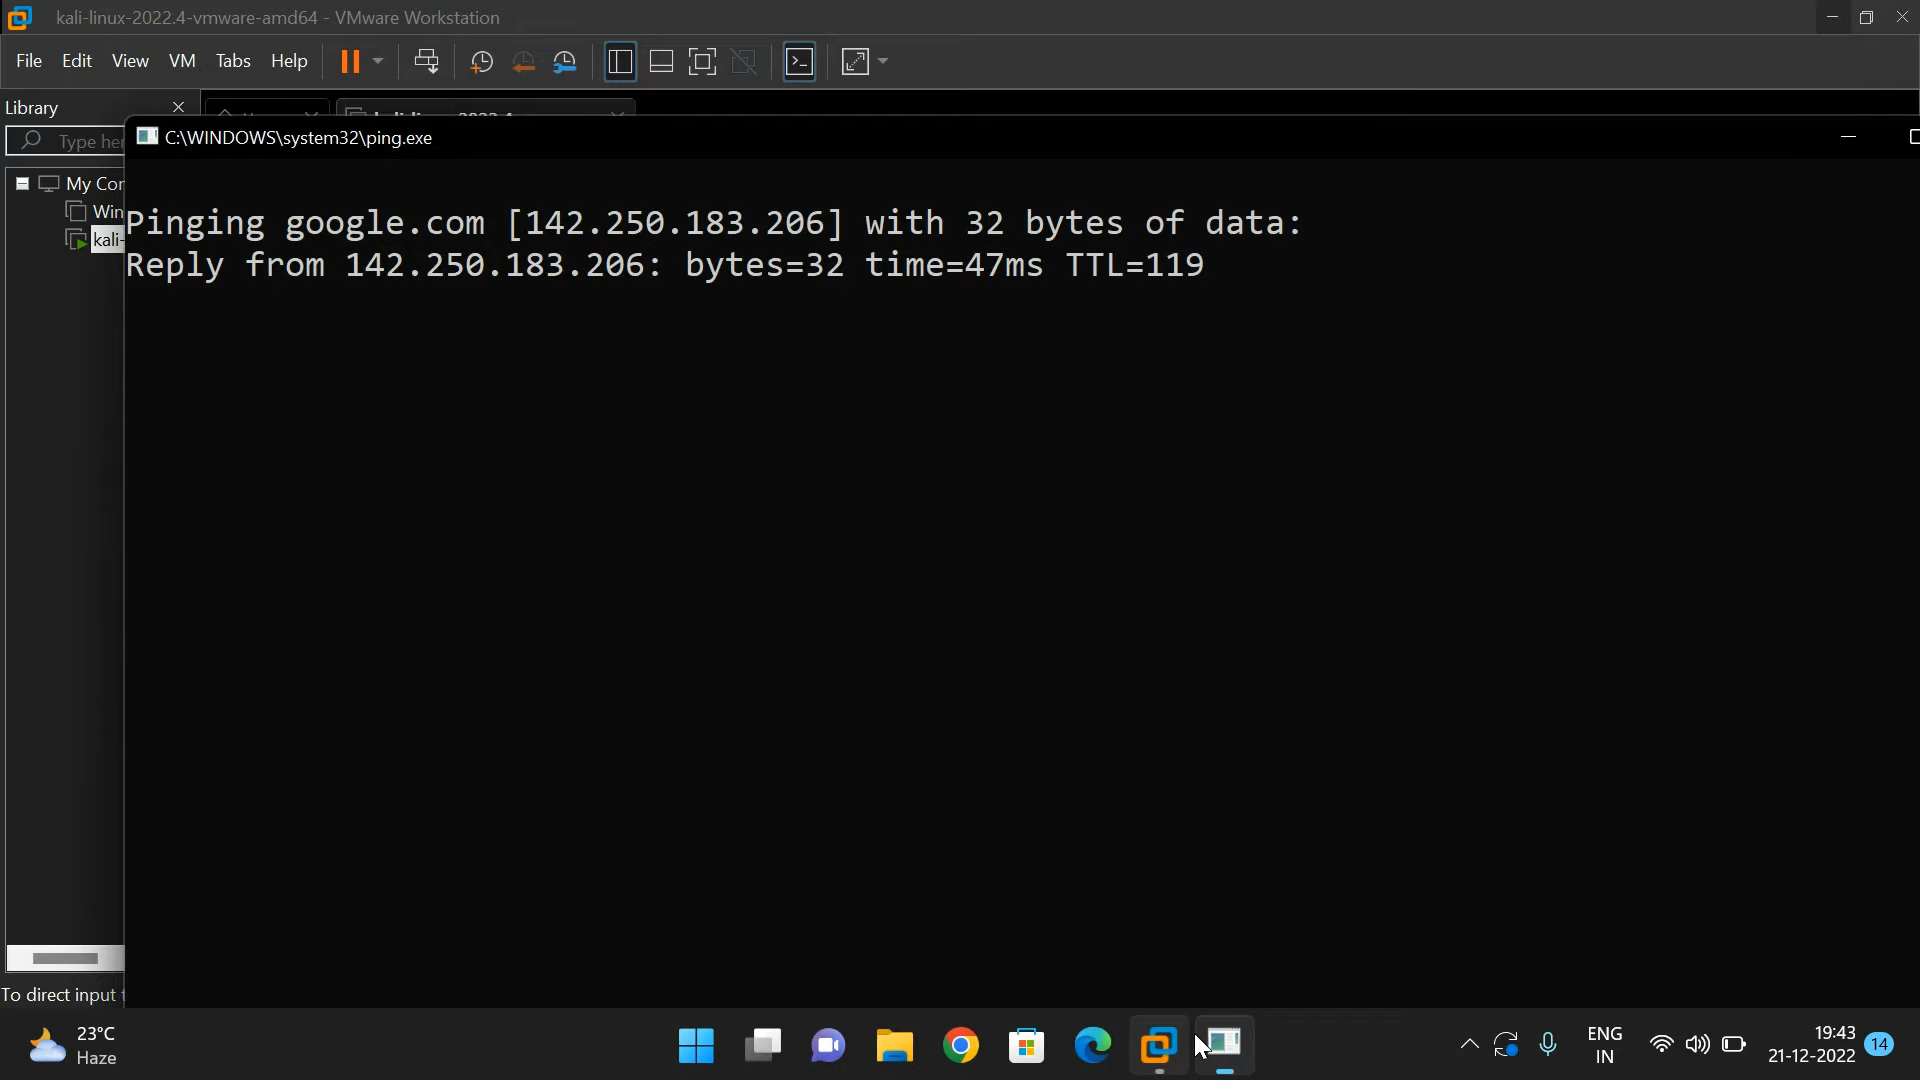 kali-linux-2022.4-vmware-amd64 - VMware Workstation
File Edit View VM Tabs Help
Library
Type her
C:\WINDOWS\system32\ping.exe
My Cor
Win
kali-
Pinging google.com [142.250.183.206] with 32 bytes of data:
Reply from 142.250.183.206: bytes=32 time=47ms TTL=119
To direct input t
23°C
Haze
ENG
IN
19:43
21-12-2022
14